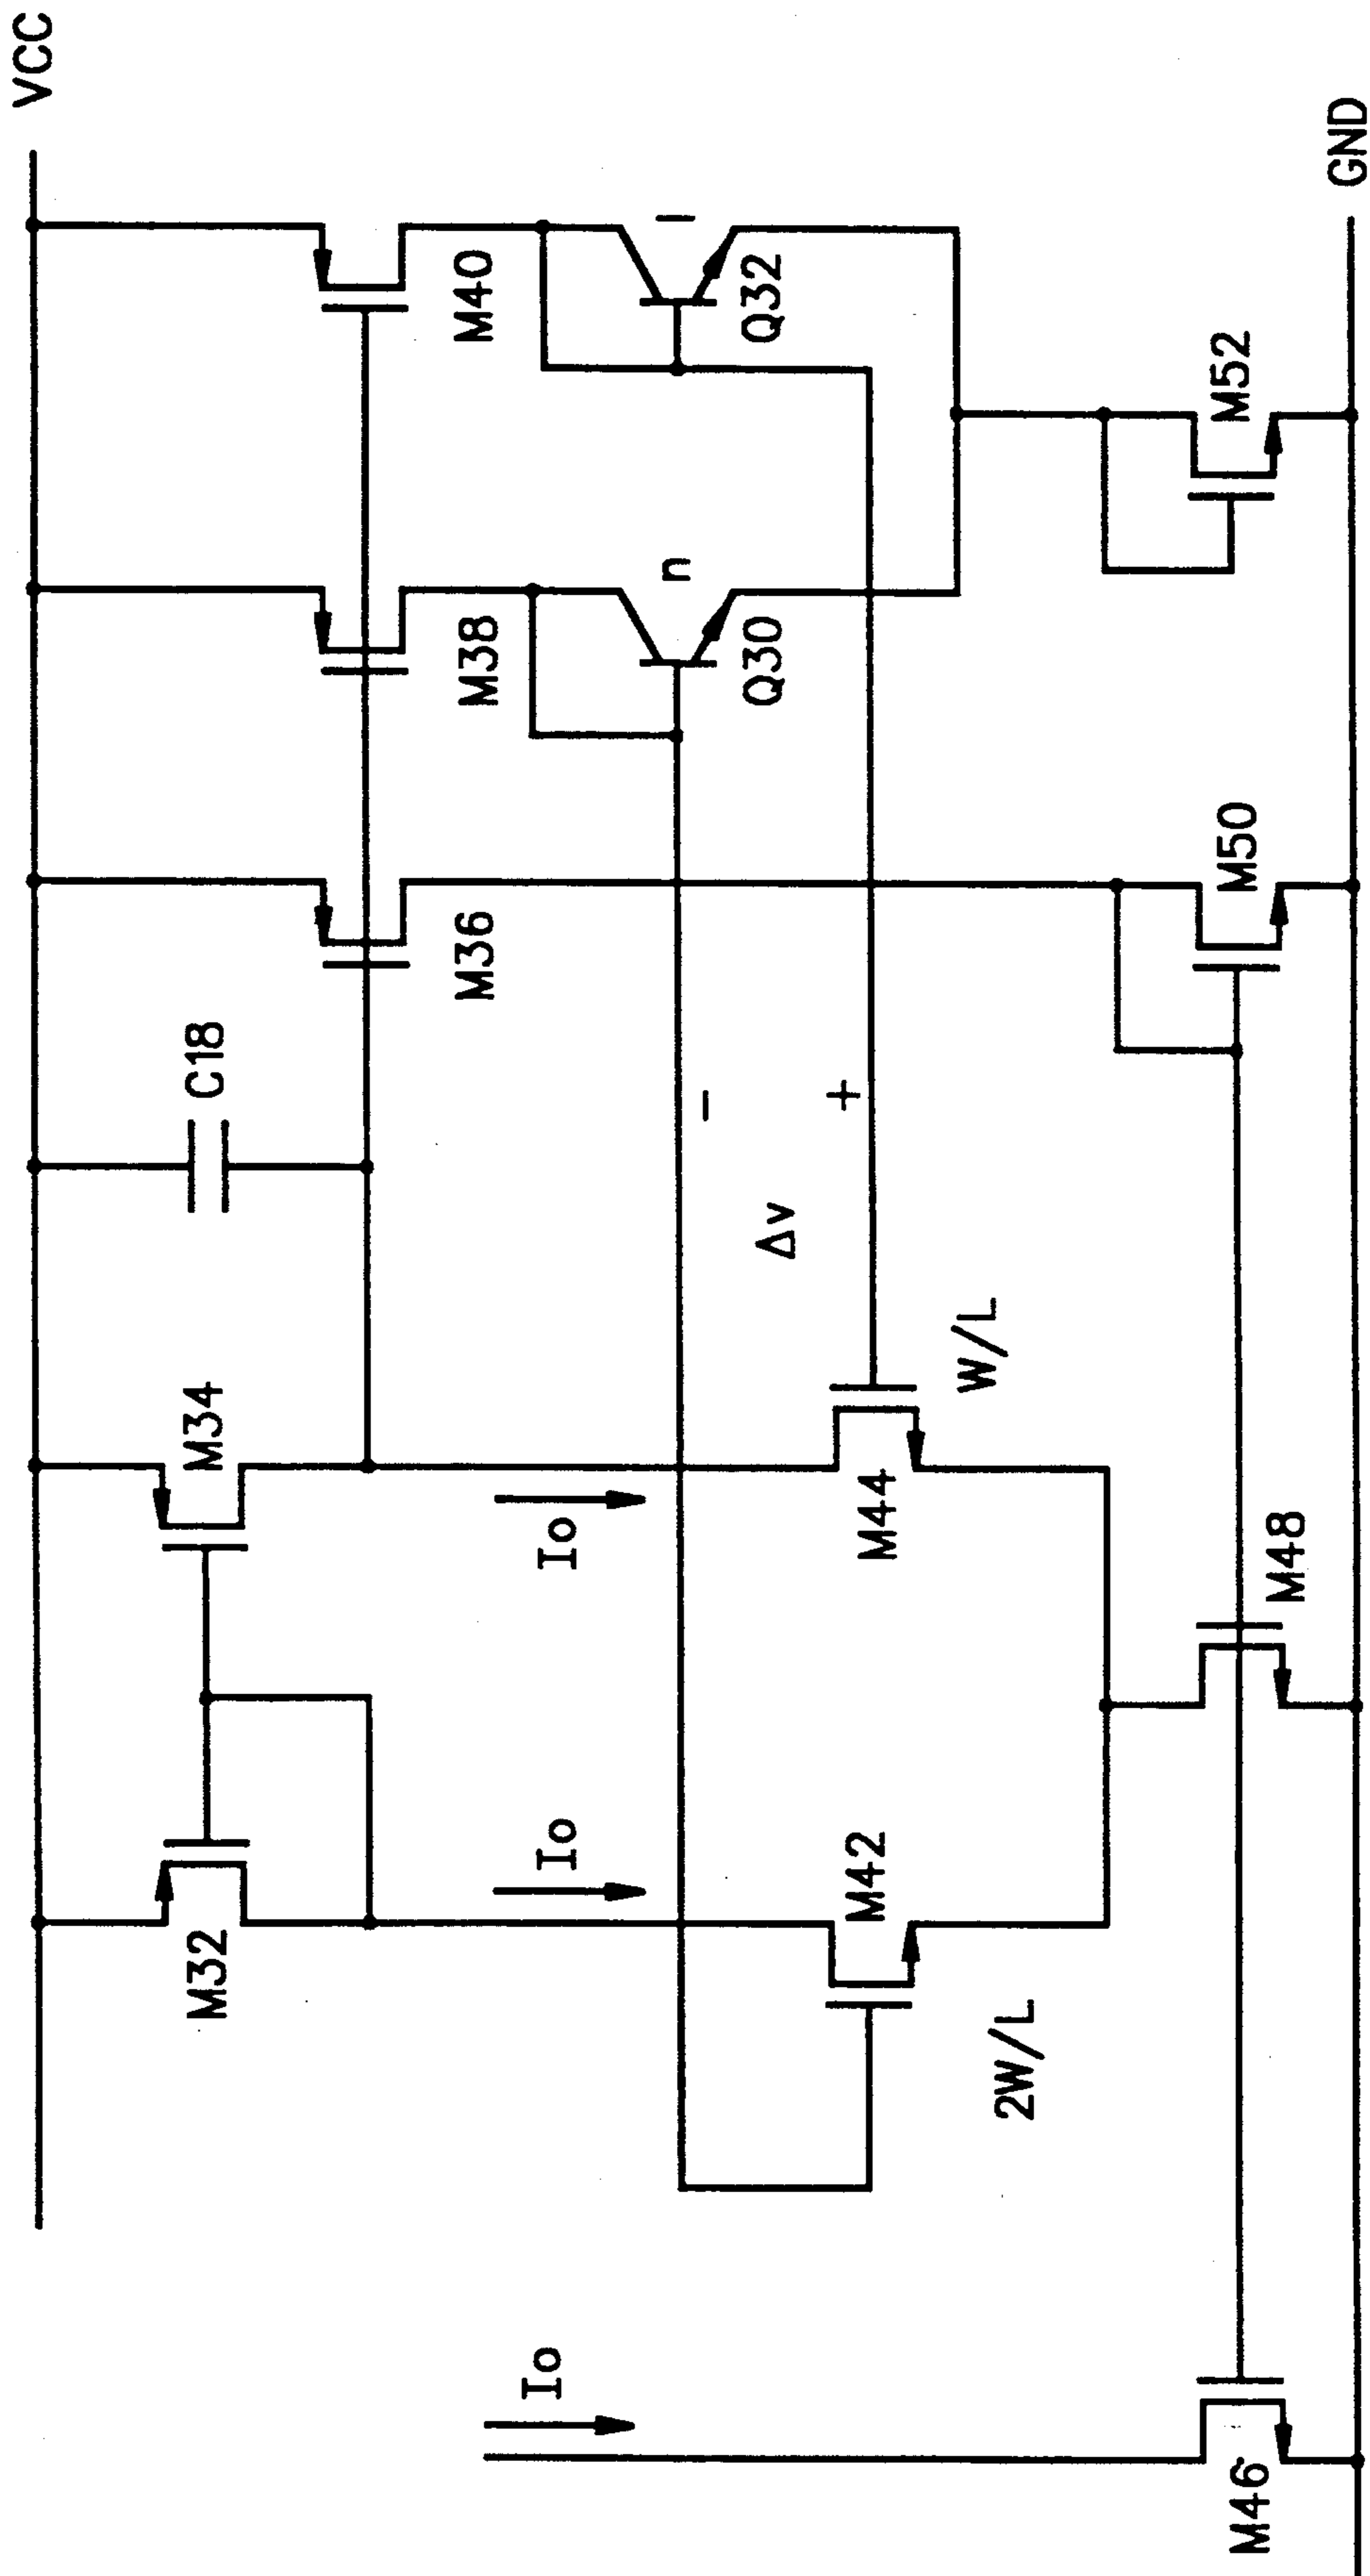 VCC
M32
M34
C18
M36
M38
M40
Io
Io
Io
n
1
Q30
Q32
−
Δv
+
M42
M44
2W/L
W/L
M46
M48
M50
M52
GND